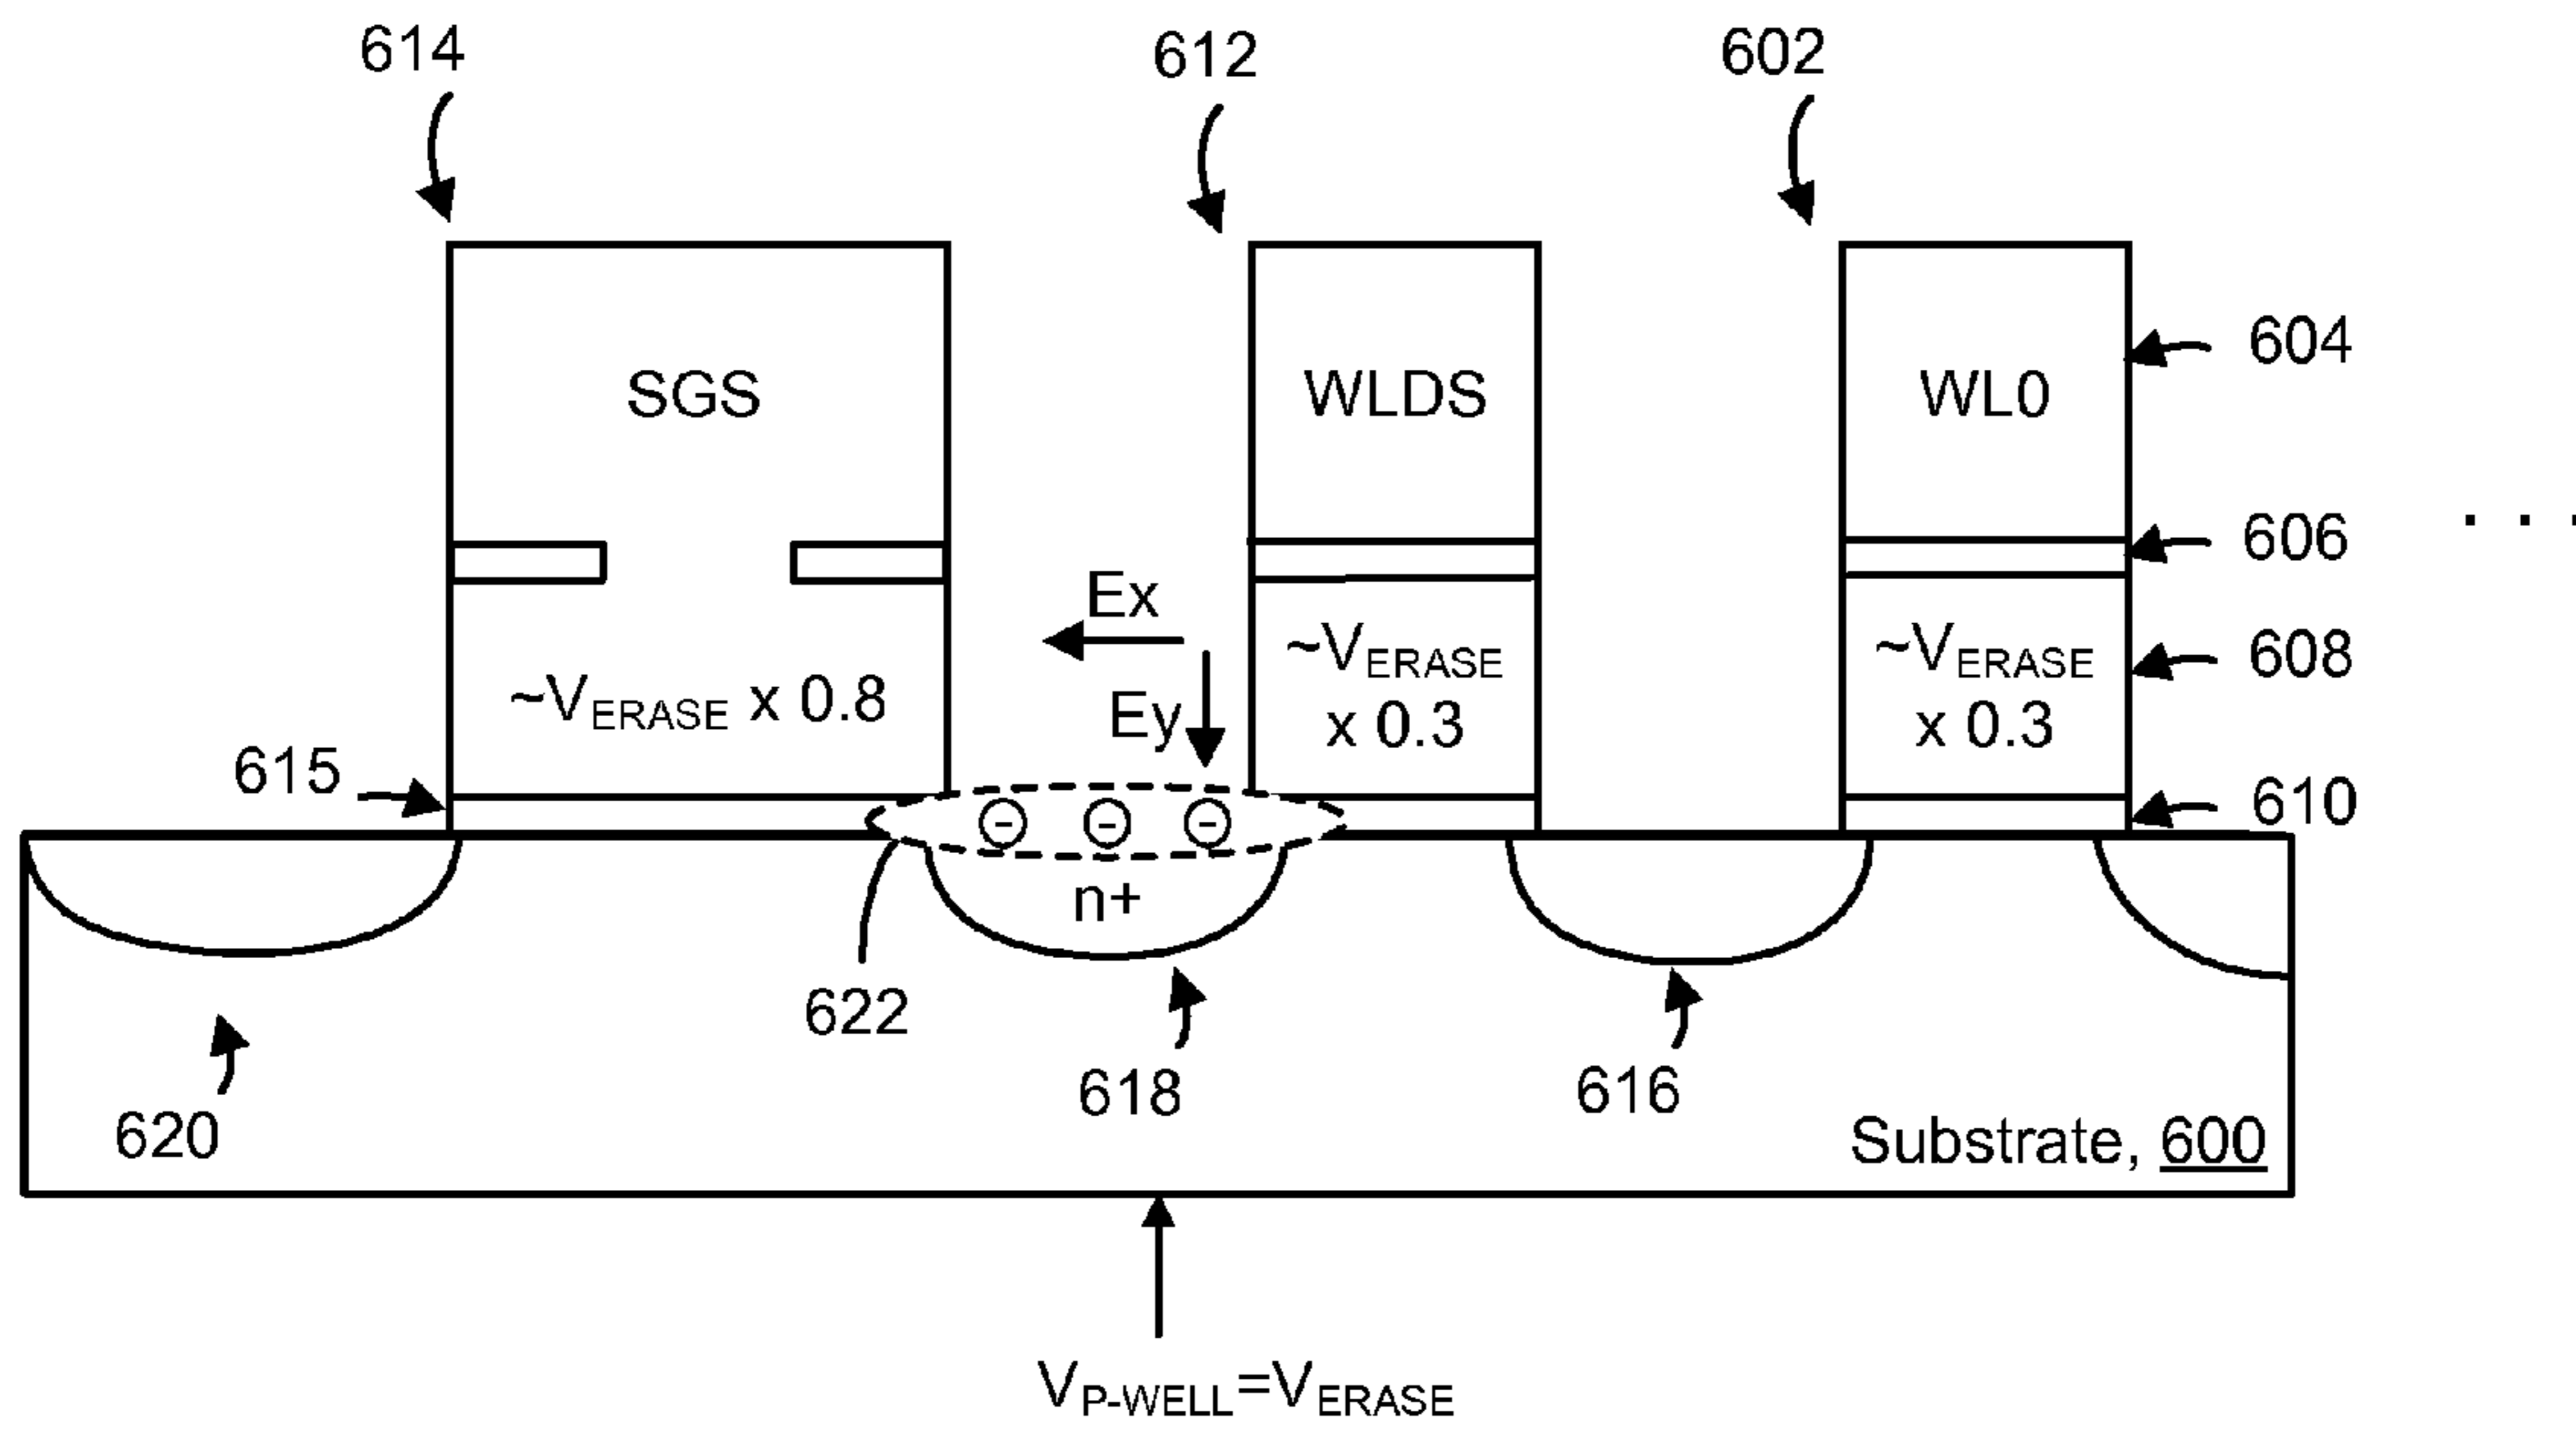 614
612
602
SGS
WLDS
WL0
604
606
Ex
~VERASE
x 0.3
~VERASE
x 0.3
608
~VERASE x 0.8
Ey
615
610
- - -
n+
622
618
616
620
Substrate, 600
VP-WELL=VERASE
. . .